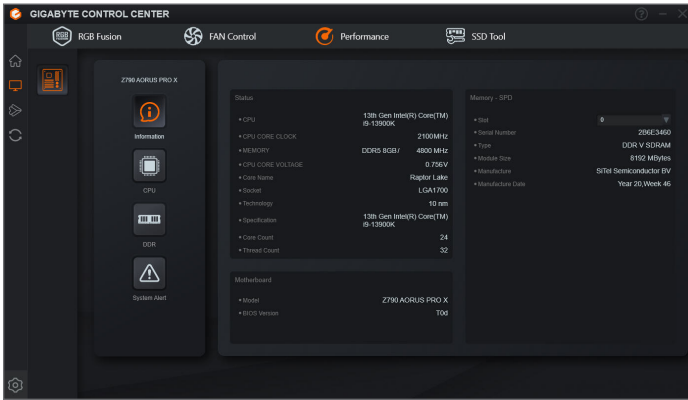 GIGABYTE CONTROL CENTER
RGB RGB Fusion FAN Control Performance SSD Tool
Z790 AORUS PRO X
Information
CPU
DDR
System Alert
Status
CPU 13th Gen Intel(R) Core(TM)
i9-13900K
CPU CORE CLOCK 2100MHz
MEMORY DDR5 8GB / 4800 MHz
CPU CORE VOLTAGE 0.756V
Core Name Raptor Lake
Socket LGA1700
Technology 10 nm
Specification 13th Gen Intel(R) Core(TM)
i9-13900K
Core Count 24
Thread Count 32
Motherboard
Model Z790 AORUS PRO X
BIOS Version T0d
Memory - SPD
Slot 0
Serial Number 2B6E3460
Type DDR V SDRAM
Module Size 8192 MBytes
Manufacture SiTel Semiconductor BV
Manufacture Date Year 20,Week 46